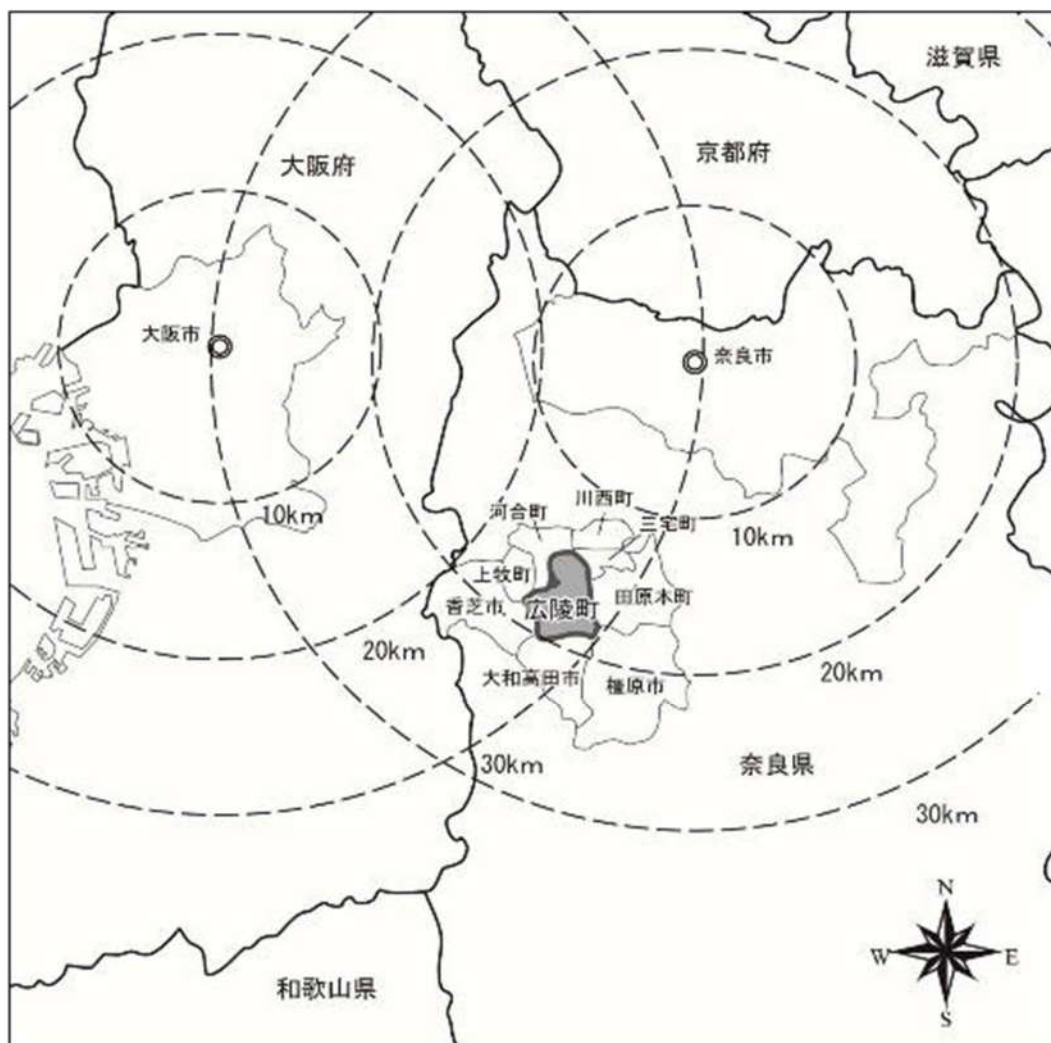 滋賀県
京都府
大阪府
大阪市
奈良市
10km
川西町
河合町
三宅町
10km
上牧町
田原本町
香芝市
広陵町
20km
大和高田市
橿原市
20km
30km
奈良県
30km
N
W
E
S
和歌山県